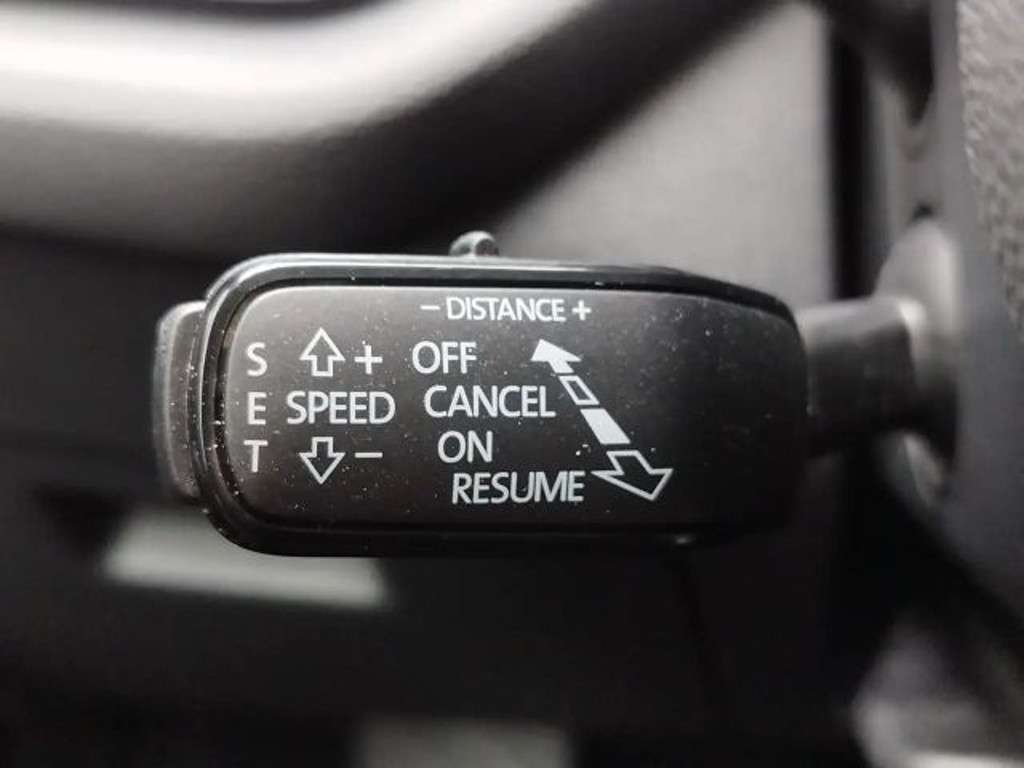 – DISTANCE +
S + OFF
E SPEED CANCEL
T – ON
RESUME